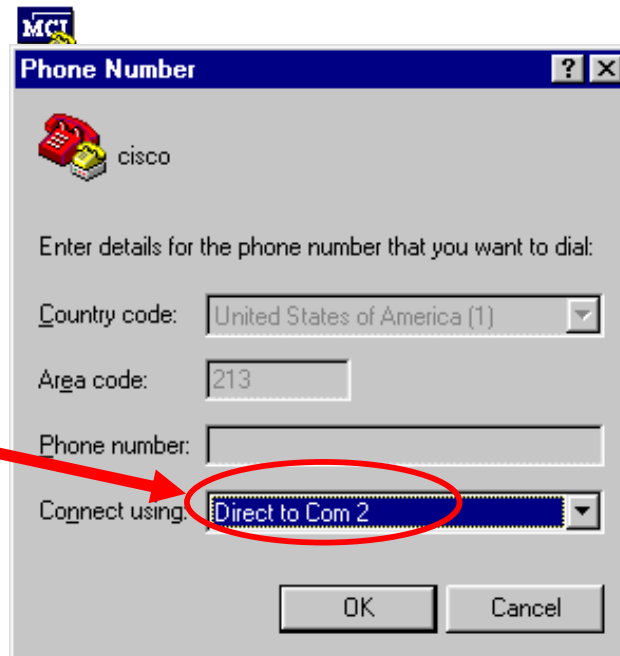 MCI
Phone Number
cisco
Enter details for the phone number that you want to dial:
Country code: United States of America (1)
Area code: 213
Phone number:
Connect using: Direct to Com 2
OK Cancel